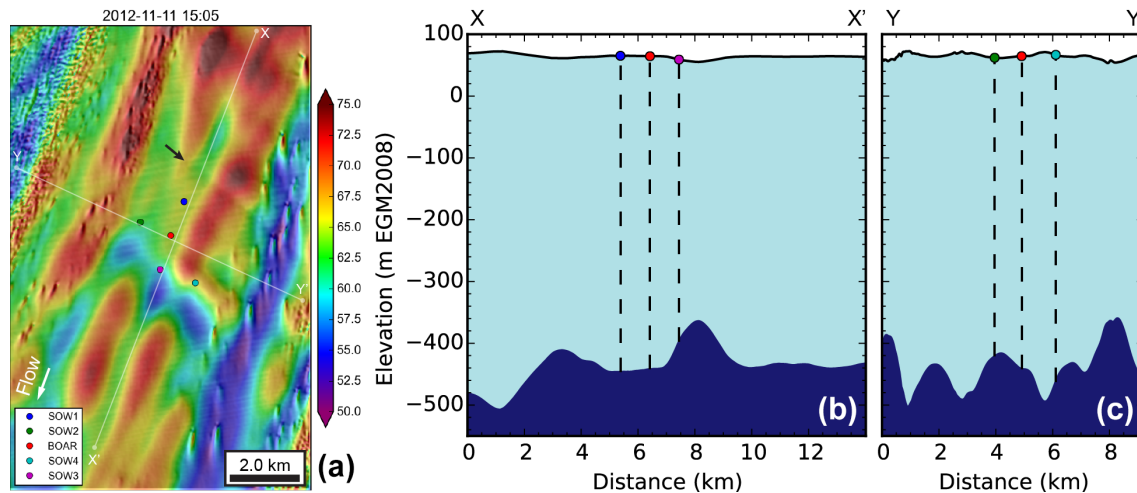 2012-11-11 15:05
X
Y
Y'
X'
Flow
SOW1
SOW2
BOAR
SOW4
SOW3
2.0 km
(a)
75.0
72.5
70.0
67.5
65.0
62.5
60.0
57.5
55.0
52.5
50.0
Elevation (m EGM2008)
X X'
100
0
−100
−200
−300
−400
−500
0 2 4 6 8 10 12 14
Distance (km)
(b)
Y Y
0 2 4 6 8
Distance (km)
(c)